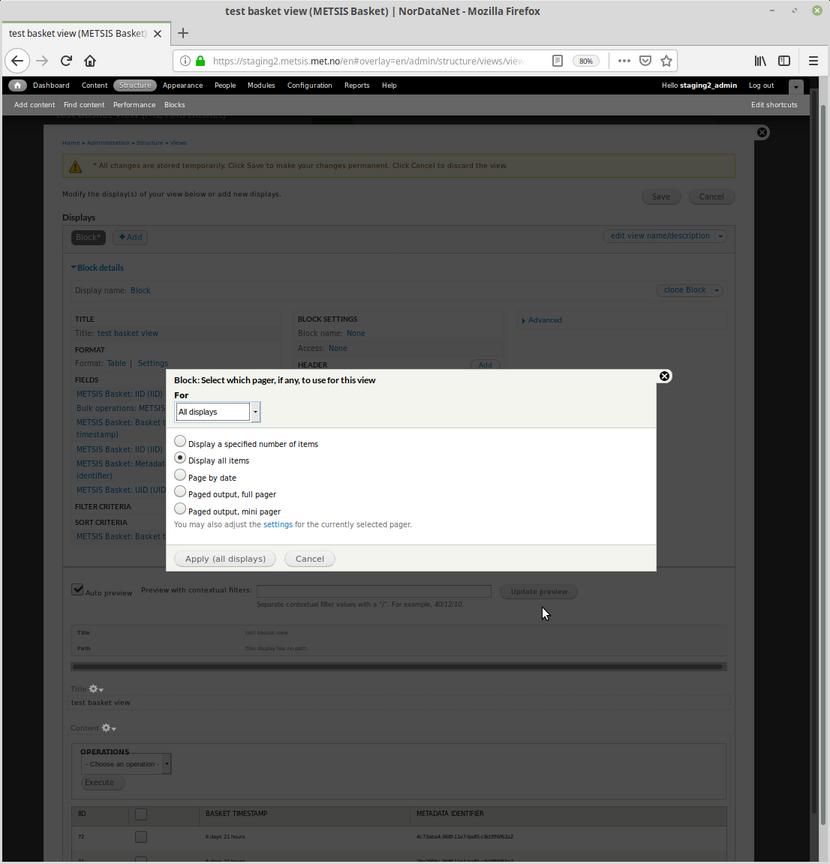 test basket view (METSIS Basket) | NorDataNet - Mozilla Firefox
test basket view (METSIS Basket)
https://staging2.metsis.met.no/en#overlay=en/admin/structure/views/view
80%
Dashboard Content Structure Appearance People Modules Configuration Reports Help Hello staging2_admin Log out
Add content Find content Performance Blocks Edit shortcuts
Home » Administration » Structure » Views
* All changes are stored temporarily. Click Save to make your changes permanent. Click Cancel to discard the view.
Modify the display(s) of your view below or add new displays.
Save Cancel
Displays
Block* Add edit view name/description
Block details
Display name: Block clone Block
TITLE
Title: test basket view
FORMAT
Format: Table | Settings
FIELDS
METSIS Basket: IID (IID)
Bulk operations: METSIS
METSIS Basket: Basket t
timestamp)
METSIS Basket: IID (IID)
METSIS Basket: Metadata
identifier)
METSIS Basket: UID (UID
FILTER CRITERIA
SORT CRITERIA
METSIS Basket: Basket t
BLOCK SETTINGS
Block name: None
Access: None
HEADER Add
Advanced
Block: Select which pager, if any, to use for this view
For
All displays
Display a specified number of items
Display all items
Page by date
Paged output, full pager
Paged output, mini pager
You may also adjust the settings for the currently selected pager.
Apply (all displays) Cancel
Auto preview Preview with contextual filters: Update preview
Separate contextual filter values with a "/". For example, 40/12/10.
Title test basket view
Path This display has no path.
Title
test basket view
Content
OPERATIONS
- Choose an operation -
Execute
IID BASKET TIMESTAMP METADATA IDENTIFIER
72 6 days 21 hours